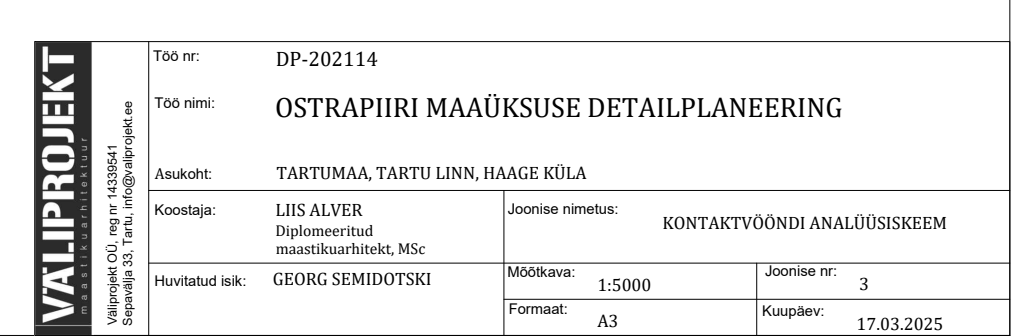 VÄLIPROJEKT
maastikuarhitektuur
Väliprojekt OÜ, reg nr 14339541
Sepavälja 33, Tartu, info@valiprojekt.ee
Töö nr: DP-202114
Töö nimi: OSTRAPIIRI MAAÜKSUSE DETAILPLANEERING
Asukoht: TARTUMAA, TARTU LINN, HAAGE KÜLA
Koostaja: LIIS ALVER
Diplomeeritud
maastikuarhitekt, MSc
Joonise nimetus: KONTAKTVÖÖNDI ANALÜÜSISKEEM
Huvitatud isik: GEORG SEMIDOTSKI
Mõõtkava: 1:5000
Joonise nr: 3
Formaat: A3
Kuupäev: 17.03.2025